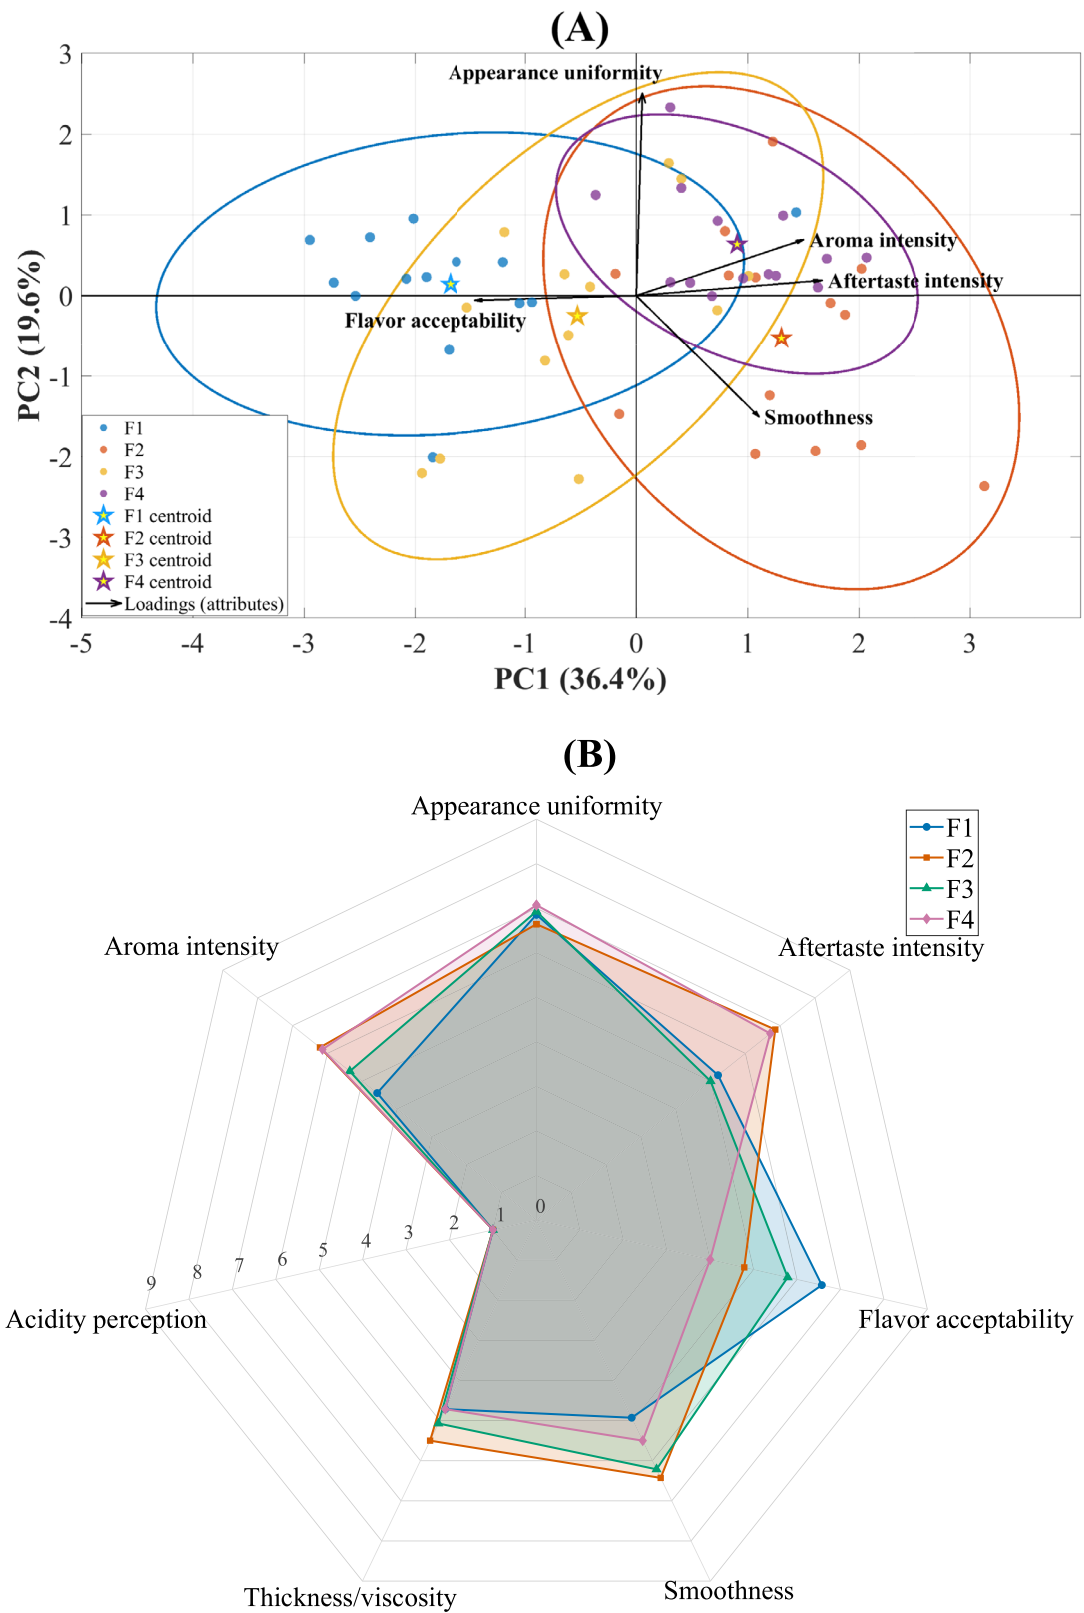 (A)
Appearance uniformity
Aroma intensity
Aftertaste intensity
Flavor acceptability
Smoothness
3
2
1
0
-1
-2
-3
-4
PC2 (19.6%)
F1
F2
F3
F4
F1 centroid
F2 centroid
F3 centroid
F4 centroid
Loadings (attributes)
-5 -4 -3 -2 -1 0 1 2 3
PC1 (36.4%)
(B)
Appearance uniformity
F1
F2
F3
F4
Aroma intensity
Aftertaste intensity
9 8 7 6 5 4 3 2 1 0
Acidity perception
Flavor acceptability
Thickness/viscosity
Smoothness